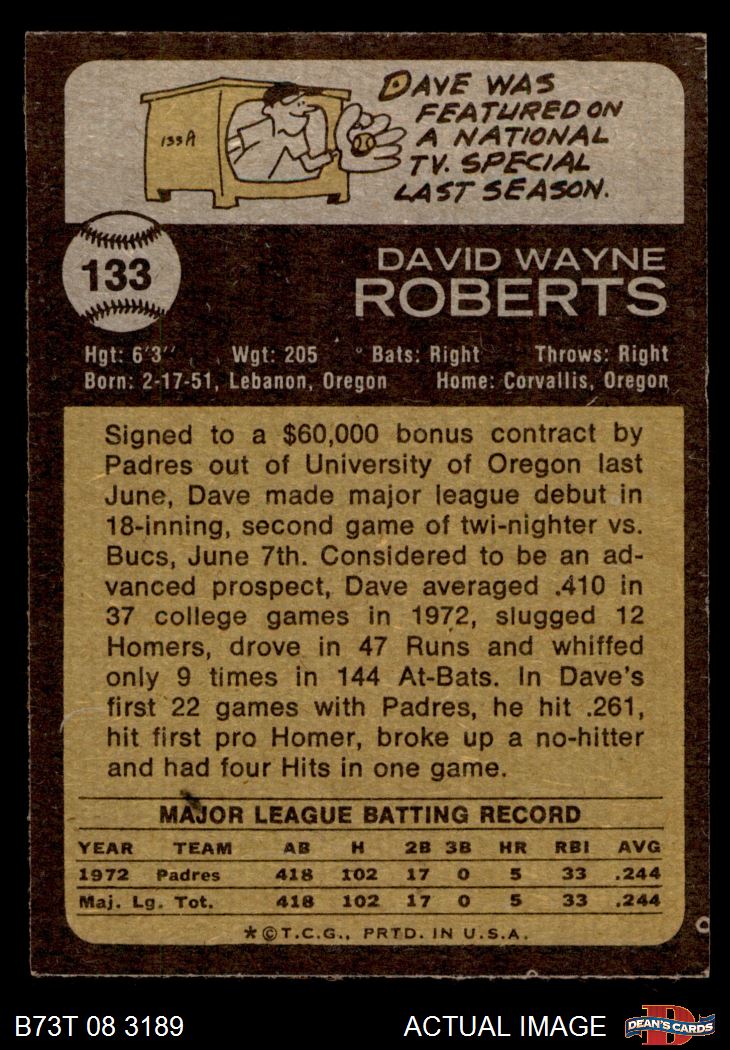 DAVE WAS
FEATURED ON
A NATIONAL
TV. SPECIAL
LAST SEASON.
133A
133
DAVID WAYNE
ROBERTS
Hgt: 6'3" Wgt: 205 Bats: Right Throws: Right
Born: 2-17-51, Lebanon, Oregon Home: Corvallis, Oregon
Signed to a $60,000 bonus contract by
Padres out of University of Oregon last
June, Dave made major league debut in
18-inning, second game of twi-nighter vs.
Bucs, June 7th. Considered to be an ad-
vanced prospect, Dave averaged .410 in
37 college games in 1972, slugged 12
Homers, drove in 47 Runs and whiffed
only 9 times in 144 At-Bats. In Dave's
first 22 games with Padres, he hit .261,
hit first pro Homer, broke up a no-hitter
and had four Hits in one game.
MAJOR LEAGUE BATTING RECORD
YEAR TEAM AB H 2B 3B HR RBI AVG
1972 Padres 418 102 17 0 5 33 .244
Maj. Lg. Tot. 418 102 17 0 5 33 .244
*©T.C.G., PRTD. IN U.S.A.
B73T 08 3189 ACTUAL IMAGE D DEAN'S CARDS